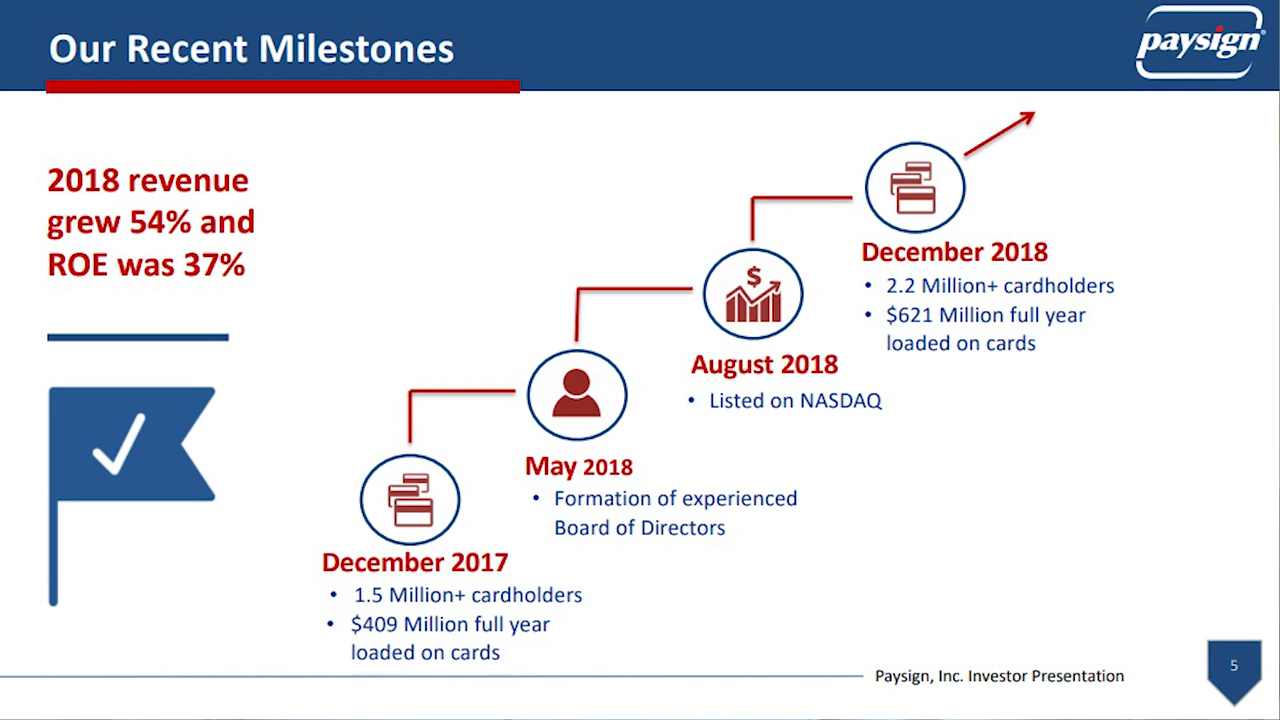 Our Recent Milestones
paysign®
2018 revenue
grew 54% and
ROE was 37%
December 2017
• 1.5 Million+ cardholders
• $409 Million full year
loaded on cards
May 2018
• Formation of experienced
Board of Directors
$
August 2018
• Listed on NASDAQ
December 2018
• 2.2 Million+ cardholders
• $621 Million full year
loaded on cards
Paysign, Inc. Investor Presentation
5